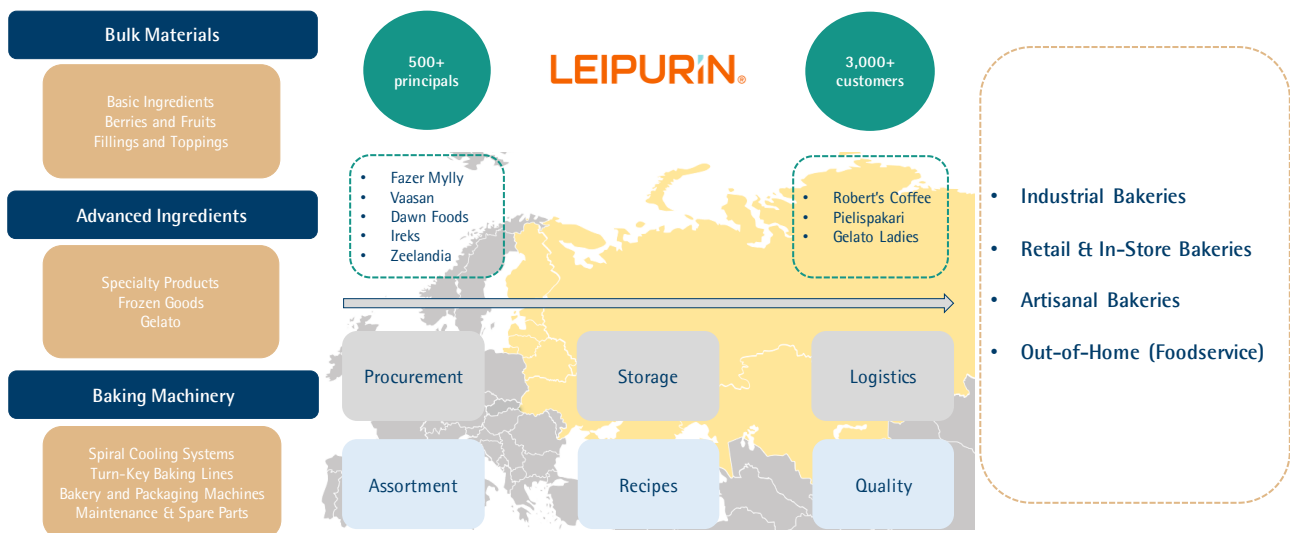 Bulk Materials
Basic Ingredients
Berries and Fruits
Fillings and Toppings
Advanced Ingredients
Specialty Products
Frozen Goods
Gelato
Baking Machinery
Spiral Cooling Systems
Turn-Key Baking Lines
Bakery and Packaging Machines
Maintenance & Spare Parts
500+
principals
LEIPURIN®
3,000+
customers
• Fazer Mylly
• Vaasan
• Dawn Foods
• Ireks
• Zeelandia
• Robert's Coffee
• Pielispakari
• Gelato Ladies
Procurement
Storage
Logistics
Assortment
Recipes
Quality
• Industrial Bakeries
• Retail & In-Store Bakeries
• Artisanal Bakeries
• Out-of-Home (Foodservice)